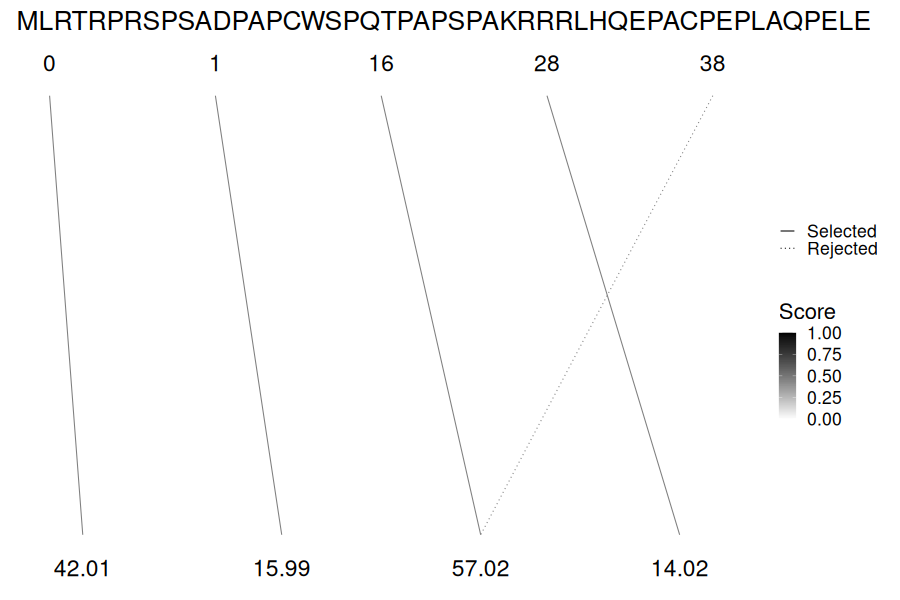 MLRTRPRSPSADPAPCWSPQTPAPSPAKRRRLHQEPACPEPLAQPELE
0 1 16 28 38
Selected
Rejected
Score
1.00
0.75
0.50
0.25
0.00
42.01 15.99 57.02 14.02